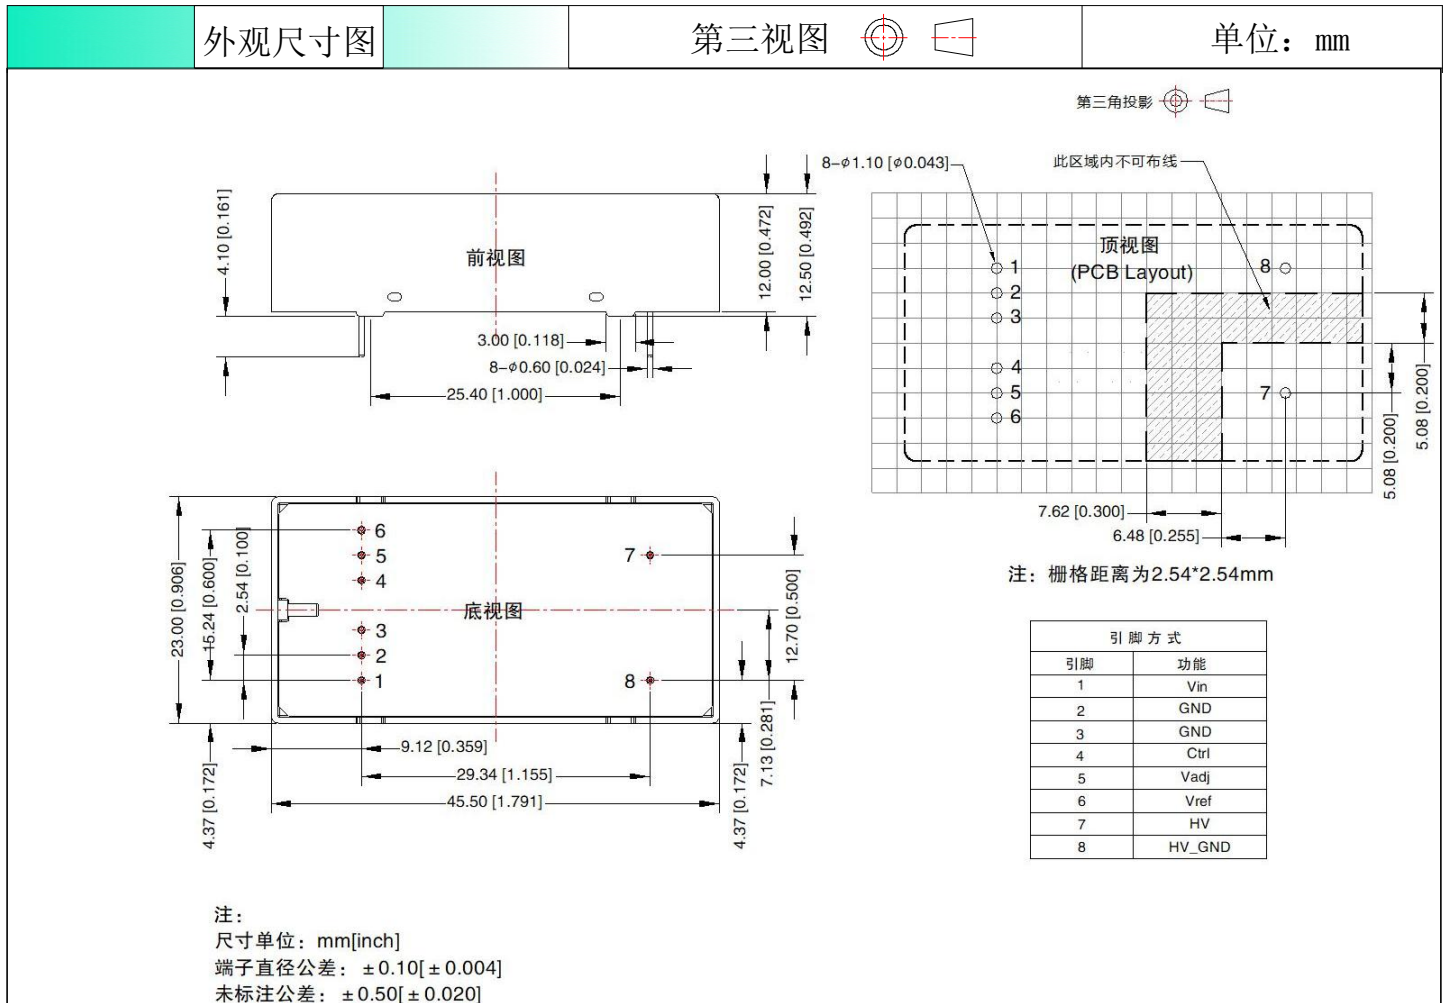 外观尺寸图
第三视图
单位：mm
第三角投影
4.10 [0.161]
前视图
12.00 [0.472]
12.50 [0.492]
3.00 [0.118]
8-φ0.60 [0.024]
25.40 [1.000]
8-φ1.10 [φ0.043]
此区域内不可布线
顶视图
(PCB Layout)
1
2
3
4
5
6
8
7
5.08 [0.200]
5.08 [0.200]
7.62 [0.300]
6.48 [0.255]
注：栅格距离为2.54*2.54mm
23.00 [0.906]
15.24 [0.600]
2.54 [0.100]
6
5
4
3
2
1
底视图
7
8
12.70 [0.500]
7.13 [0.281]
4.37 [0.172]
4.37 [0.172]
9.12 [0.359]
29.34 [1.155]
45.50 [1.791]
引脚方式
引脚 功能
1 Vin
2 GND
3 GND
4 Ctrl
5 Vadj
6 Vref
7 HV
8 HV_GND
注：
尺寸单位：mm[inch]
端子直径公差：±0.10[±0.004]
未标注公差：±0.50[±0.020]